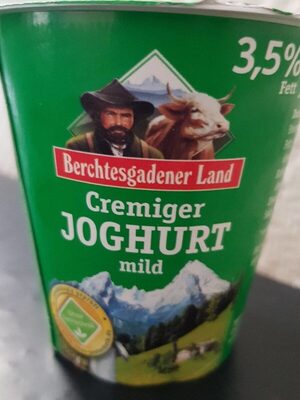 3,5%
Fett
Berchtesgadener Land
Cremiger
JOGHURT
mild